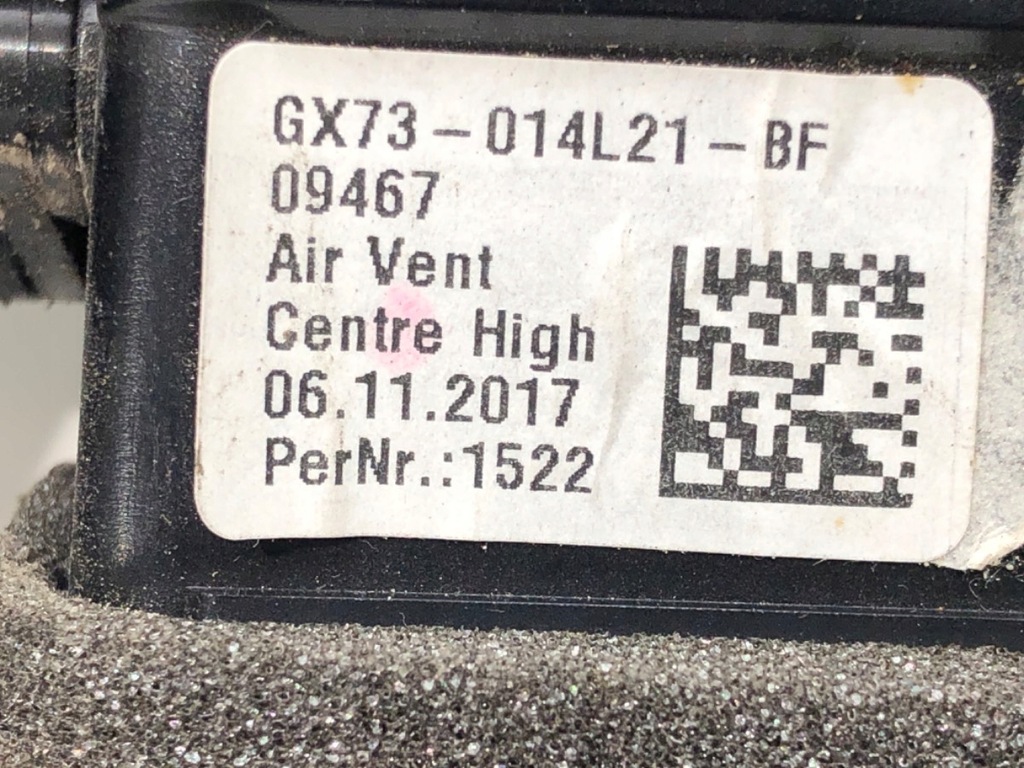 GX73-014L21-BF
09467
Air Vent
Centre High
06.11.2017
PerNr.:1522